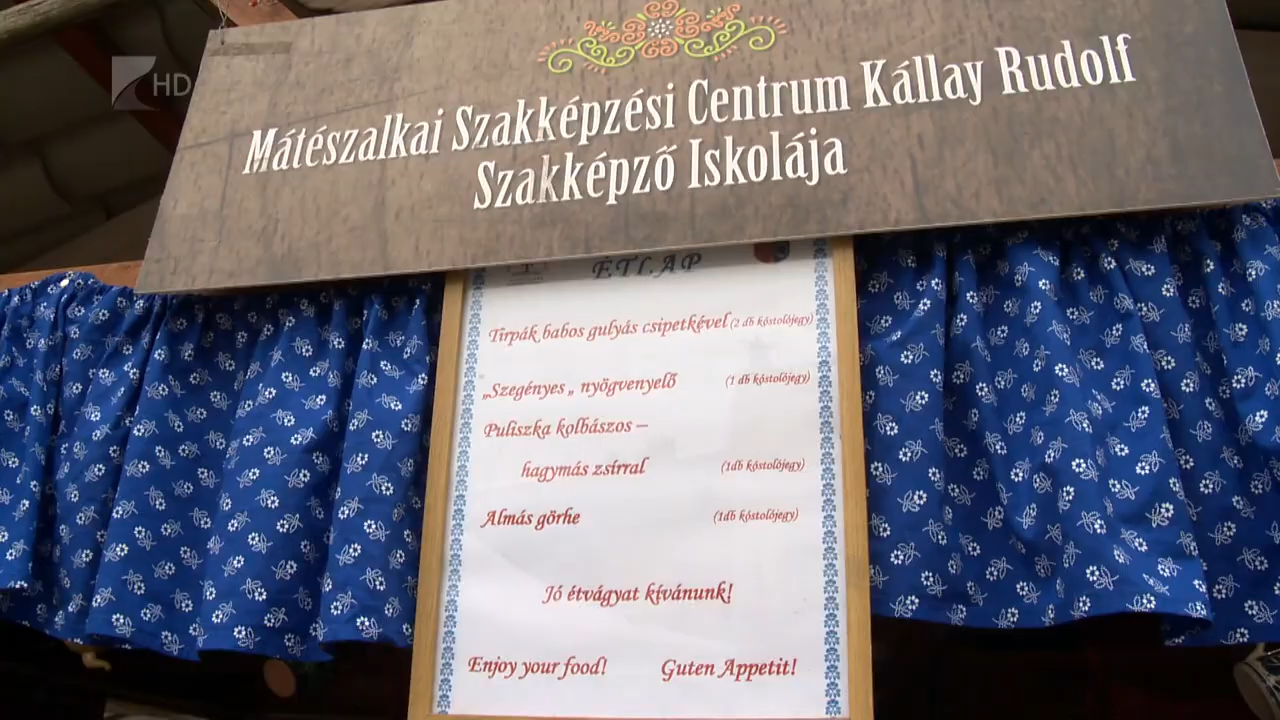 HD
Mátészalkai Szakképzési Centrum Kállay Rudolf
Szakképző Iskolája
ÉTLAP
Tirpák babos gulyás csipetkével (2 db kóstolójegy)
„Szegényes„ nyögvenyelő (1 db kóstolójegy)
Puliszka kolbászos –
hagymás zsírral (1db kóstolójegy)
Almás görhe (1db kóstolójegy)
Jó étvágyat kívánunk!
Enjoy your food! Guten Appetit!